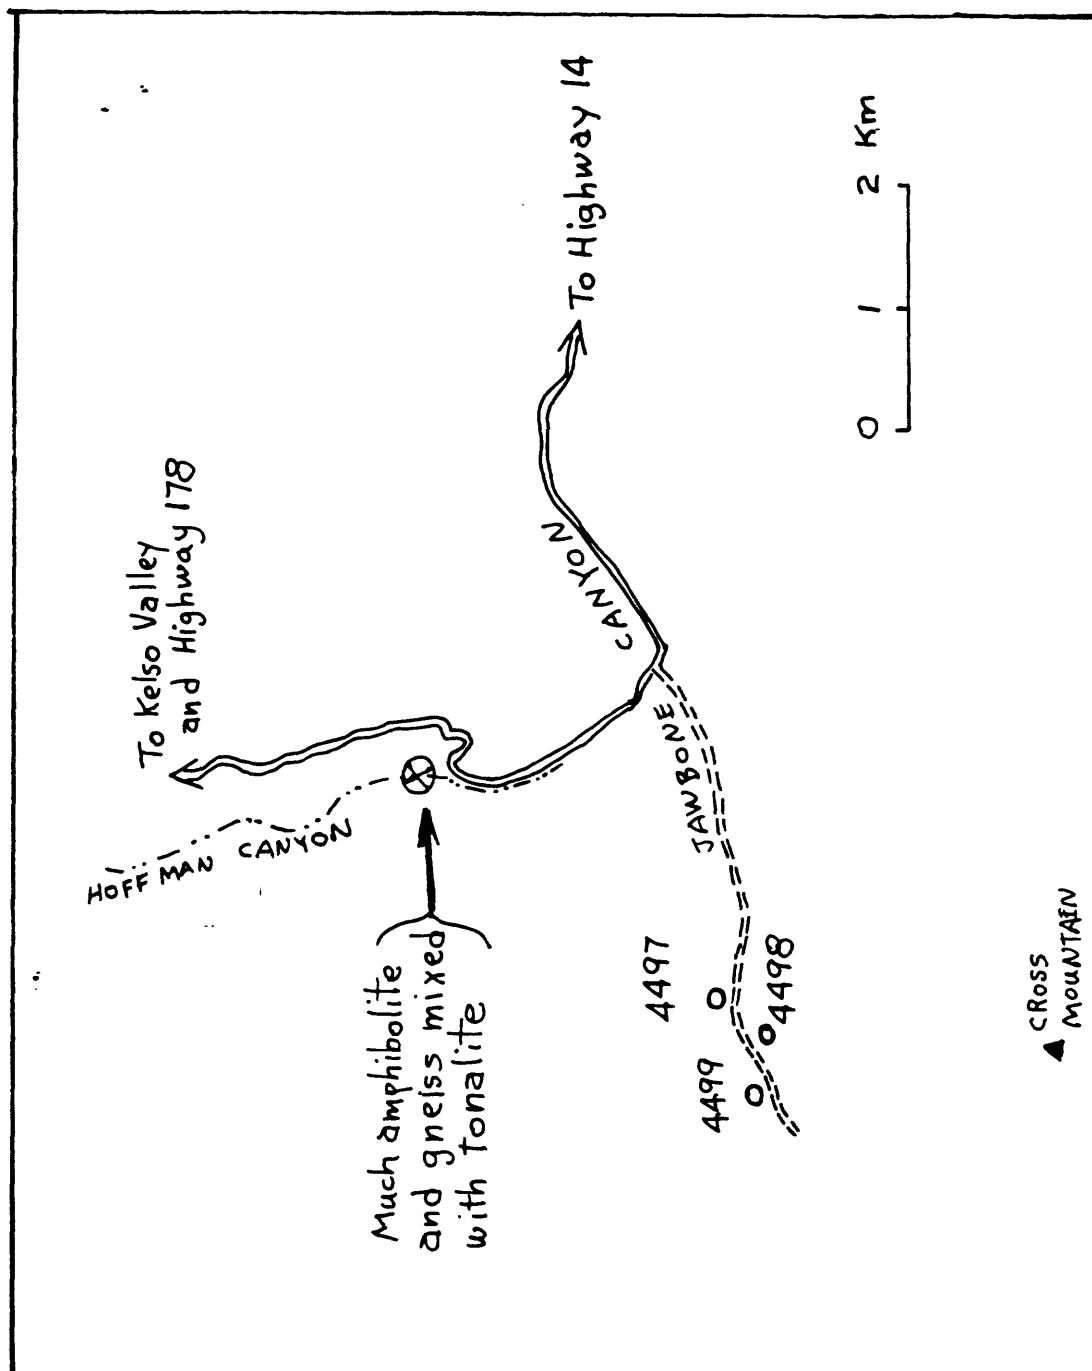 To Kelso Valley
and Highway 178
HOFFMAN CANYON
To Highway 14
Much amphibolite
and gneiss mixed
with tonalite
JAWBONE CANYON
4497
4499
4498
0 1 2 Km
CROSS
MOUNTAIN